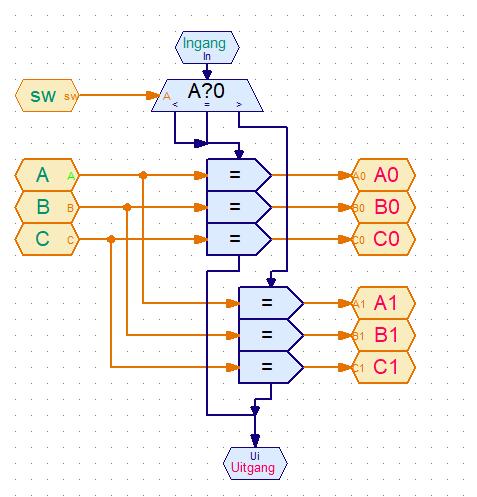 Ingang
In
A?0
sw sw A
< = >
A A = A0 A0
B B = B0 B0
C C = C0 C0
= A1 A1
= B1 B1
= C1 C1
Ui
Uitgang